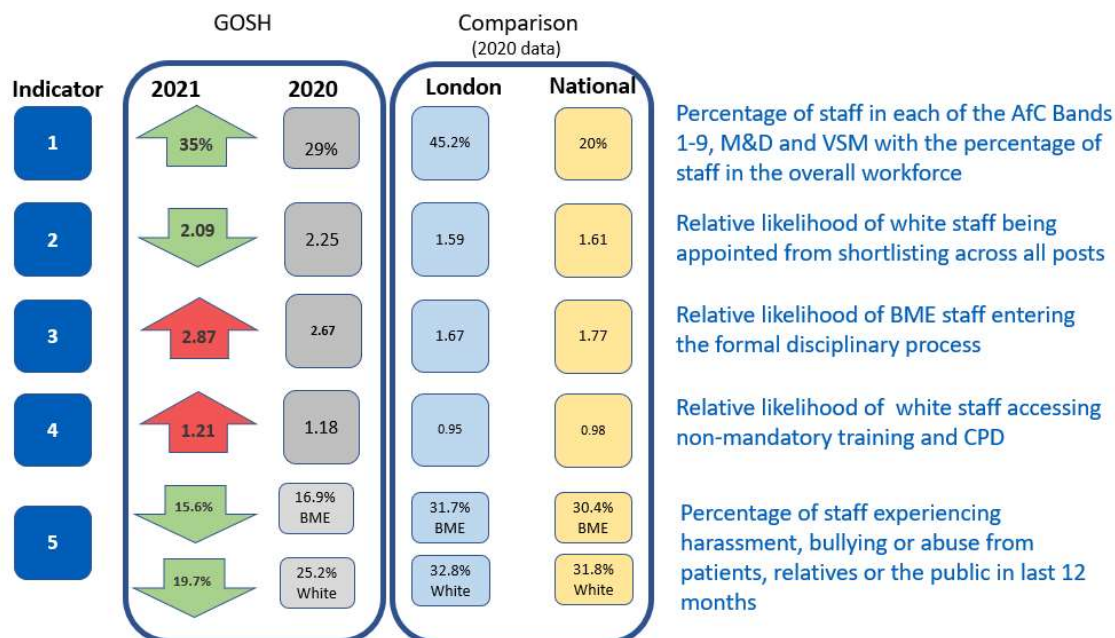 GOSH
Comparison
(2020 data)
Indicator 2021 2020 London National
1 35% 29% 45.2% 20%
Percentage of staff in each of the AfC Bands
1-9, M&D and VSM with the percentage of
staff in the overall workforce
2 2.09 2.25 1.59 1.61
Relative likelihood of white staff being
appointed from shortlisting across all posts
3 2.87 2.67 1.67 1.77
Relative likelihood of BME staff entering
the formal disciplinary process
4 1.21 1.18 0.95 0.98
Relative likelihood of white staff accessing
non-mandatory training and CPD
5
15.6% 16.9% 31.7% 30.4%
BME BME BME
19.7% 25.2% 32.8% 31.8%
White White White
Percentage of staff experiencing
harassment, bullying or abuse from
patients, relatives or the public in last 12
months